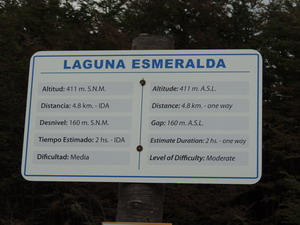 LAGUNA ESMERALDA
Altitud: 411 m. S.N.M.
Altitude: 411 m. A.S.L.
Distancia: 4.8 km. - IDA
Distance: 4.8 km. - one way
Desnivel: 160 m. S.N.M.
Gap: 160 m. A.S.L.
Tiempo Estimado: 2 hs. - IDA
Estimate Duration: 2 hs. - one way
Dificultad: Media
Level of Difficulty: Moderate